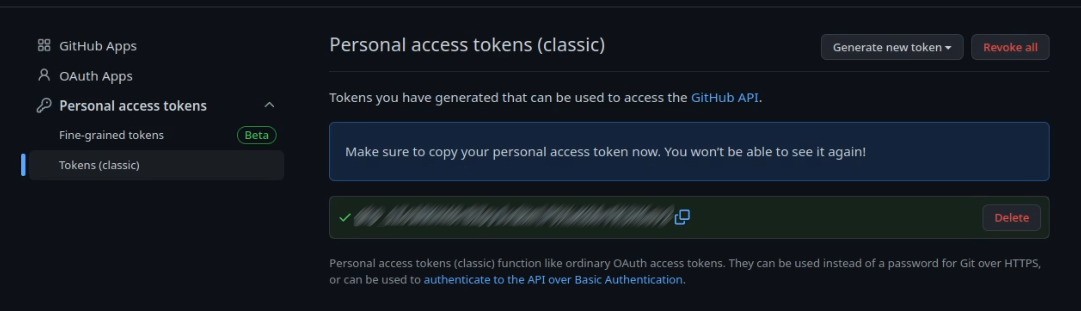 GitHub Apps
OAuth Apps
Personal access tokens
Fine-grained tokens Beta
Tokens (classic)
Personal access tokens (classic)
Generate new token
Revoke all
Tokens you have generated that can be used to access the GitHub API.
Make sure to copy your personal access token now. You won't be able to see it again!
Delete
Personal access tokens (classic) function like ordinary OAuth access tokens. They can be used instead of a password for Git over HTTPS,
or can be used to authenticate to the API over Basic Authentication.